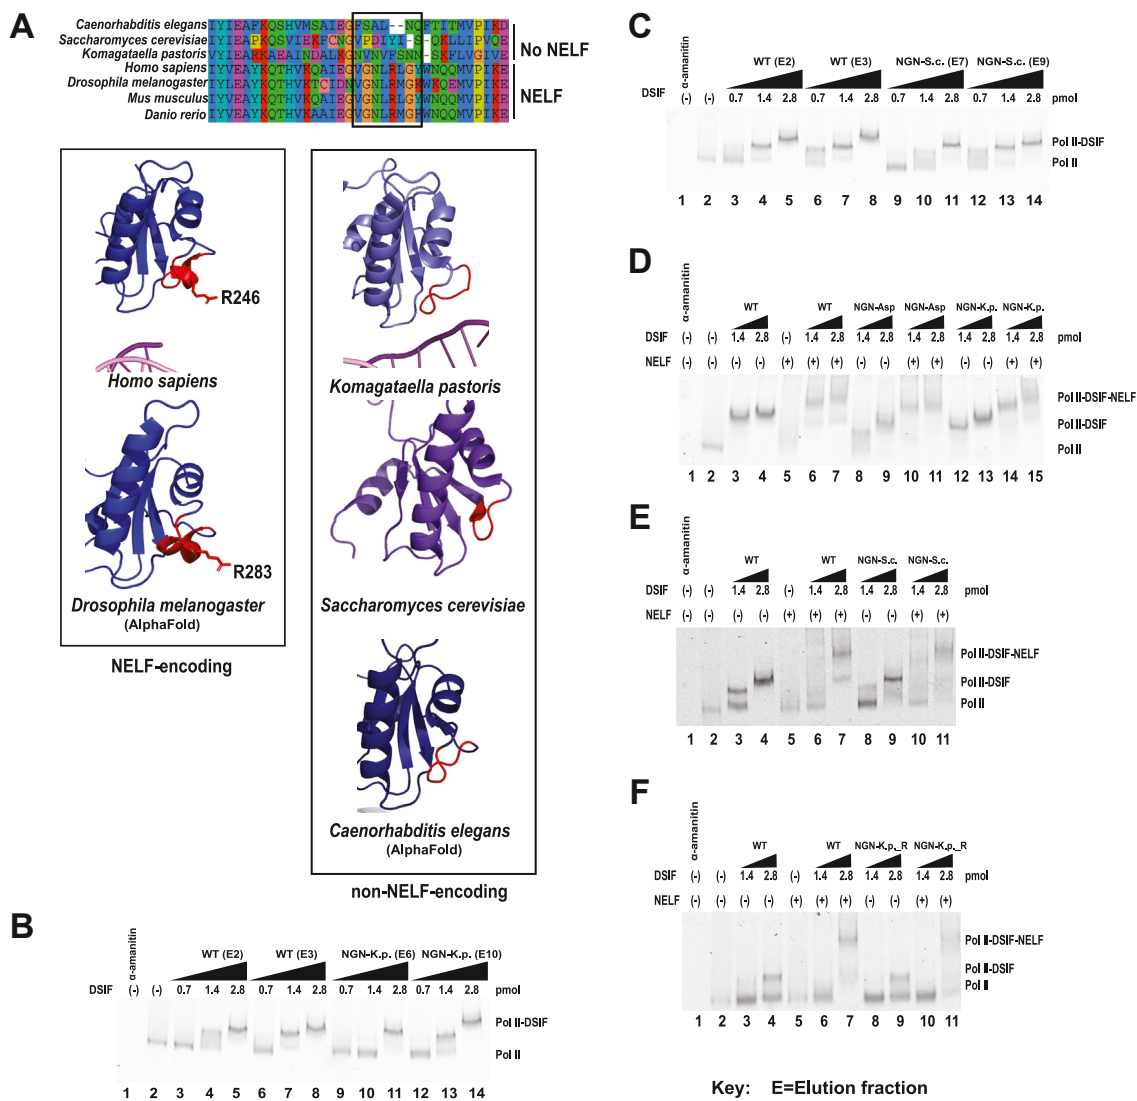 A
Caenorhabditis elegans
Saccharomyces cerevisiae
Komagataella pastoris
Homo sapiens
Drosophila melanogaster
Mus musculus
Danio rerio
No NELF
NELF
R246
Homo sapiens
R283
Drosophila melanogaster
(AlphaFold)
NELF-encoding
Komagataella pastoris
Saccharomyces cerevisiae
Caenorhabditis elegans
(AlphaFold)
non-NELF-encoding
B
α-amanitin
WT (E2) WT (E3) NGN-K.p. (E6) NGN-K.p. (E10)
DSIF (-) (-) 0.7 1.4 2.8 0.7 1.4 2.8 0.7 1.4 2.8 0.7 1.4 2.8 pmol
Pol II-DSIF
Pol II
1 2 3 4 5 6 7 8 9 10 11 12 13 14
C
α-amanitin
WT (E2) WT (E3) NGN-S.c. (E7) NGN-S.c. (E9)
DSIF (-) (-) 0.7 1.4 2.8 0.7 1.4 2.8 0.7 1.4 2.8 0.7 1.4 2.8 pmol
Pol II-DSIF
Pol II
1 2 3 4 5 6 7 8 9 10 11 12 13 14
D
α-amanitin
WT WT NGN-Asp NGN-Asp NGN-K.p. NGN-K.p.
DSIF (-) (-) 1.4 2.8 (-) 1.4 2.8 1.4 2.8 1.4 2.8 1.4 2.8 1.4 2.8 pmol
NELF (-) (-) (-) (-) (+) (+) (+) (-) (-) (+) (+) (-) (-) (+) (+)
Pol II-DSIF-NELF
Pol II-DSIF
Pol II
1 2 3 4 5 6 7 8 9 10 11 12 13 14 15
E
α-amanitin
WT WT NGN-S.c. NGN-S.c.
DSIF (-) (-) 1.4 2.8 (-) 1.4 2.8 1.4 2.8 1.4 2.8 pmol
NELF (-) (-) (-) (-) (+) (+) (+) (-) (-) (+) (+)
Pol II-DSIF-NELF
Pol II-DSIF
Pol II
1 2 3 4 5 6 7 8 9 10 11
F
α-amanitin
WT WT NGN-K.p._R NGN-K.p._R
DSIF (-) (-) 1.4 2.8 (-) 1.4 2.8 1.4 2.8 1.4 2.8 pmol
NELF (-) (-) (-) (-) (+) (+) (+) (-) (-) (+) (+)
Pol II-DSIF-NELF
Pol II-DSIF
Pol II
1 2 3 4 5 6 7 8 9 10 11
Key: E=Elution fraction